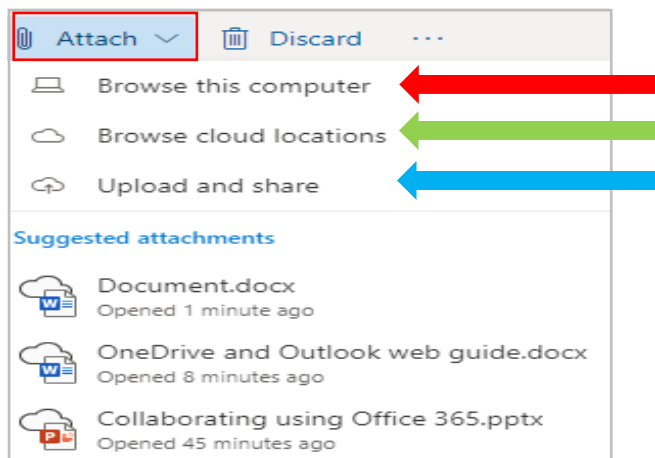 Attach Discard ...
Browse this computer
Browse cloud locations
Upload and share
Suggested attachments
Document.docx
Opened 1 minute ago
OneDrive and Outlook web guide.docx
Opened 8 minutes ago
Collaborating using Office 365.pptx
Opened 45 minutes ago